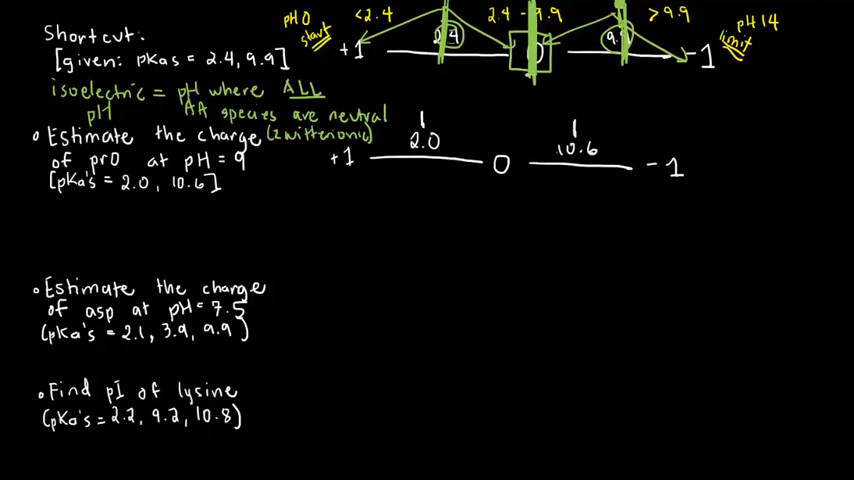 pH 0 <2.4 2.4 - 9.9 >9.9 pH 14
start limit
Shortcut:
[given: pKas = 2.4, 9.9]
+1 2.4 0 9.9 -1
isoelectric = pH where ALL
pH AA species are neutral
(zwitterionic)
• Estimate the charge
of pro at pH = 9
[pKa's = 2.0, 10.6]
+1 2.0 0 10.6 -1
• Estimate the charge
of asp at pH = 7.5
(pKa's = 2.1, 3.9, 9.9)
• Find pI of lysine
(pKa's = 2.2, 9.2, 10.8)